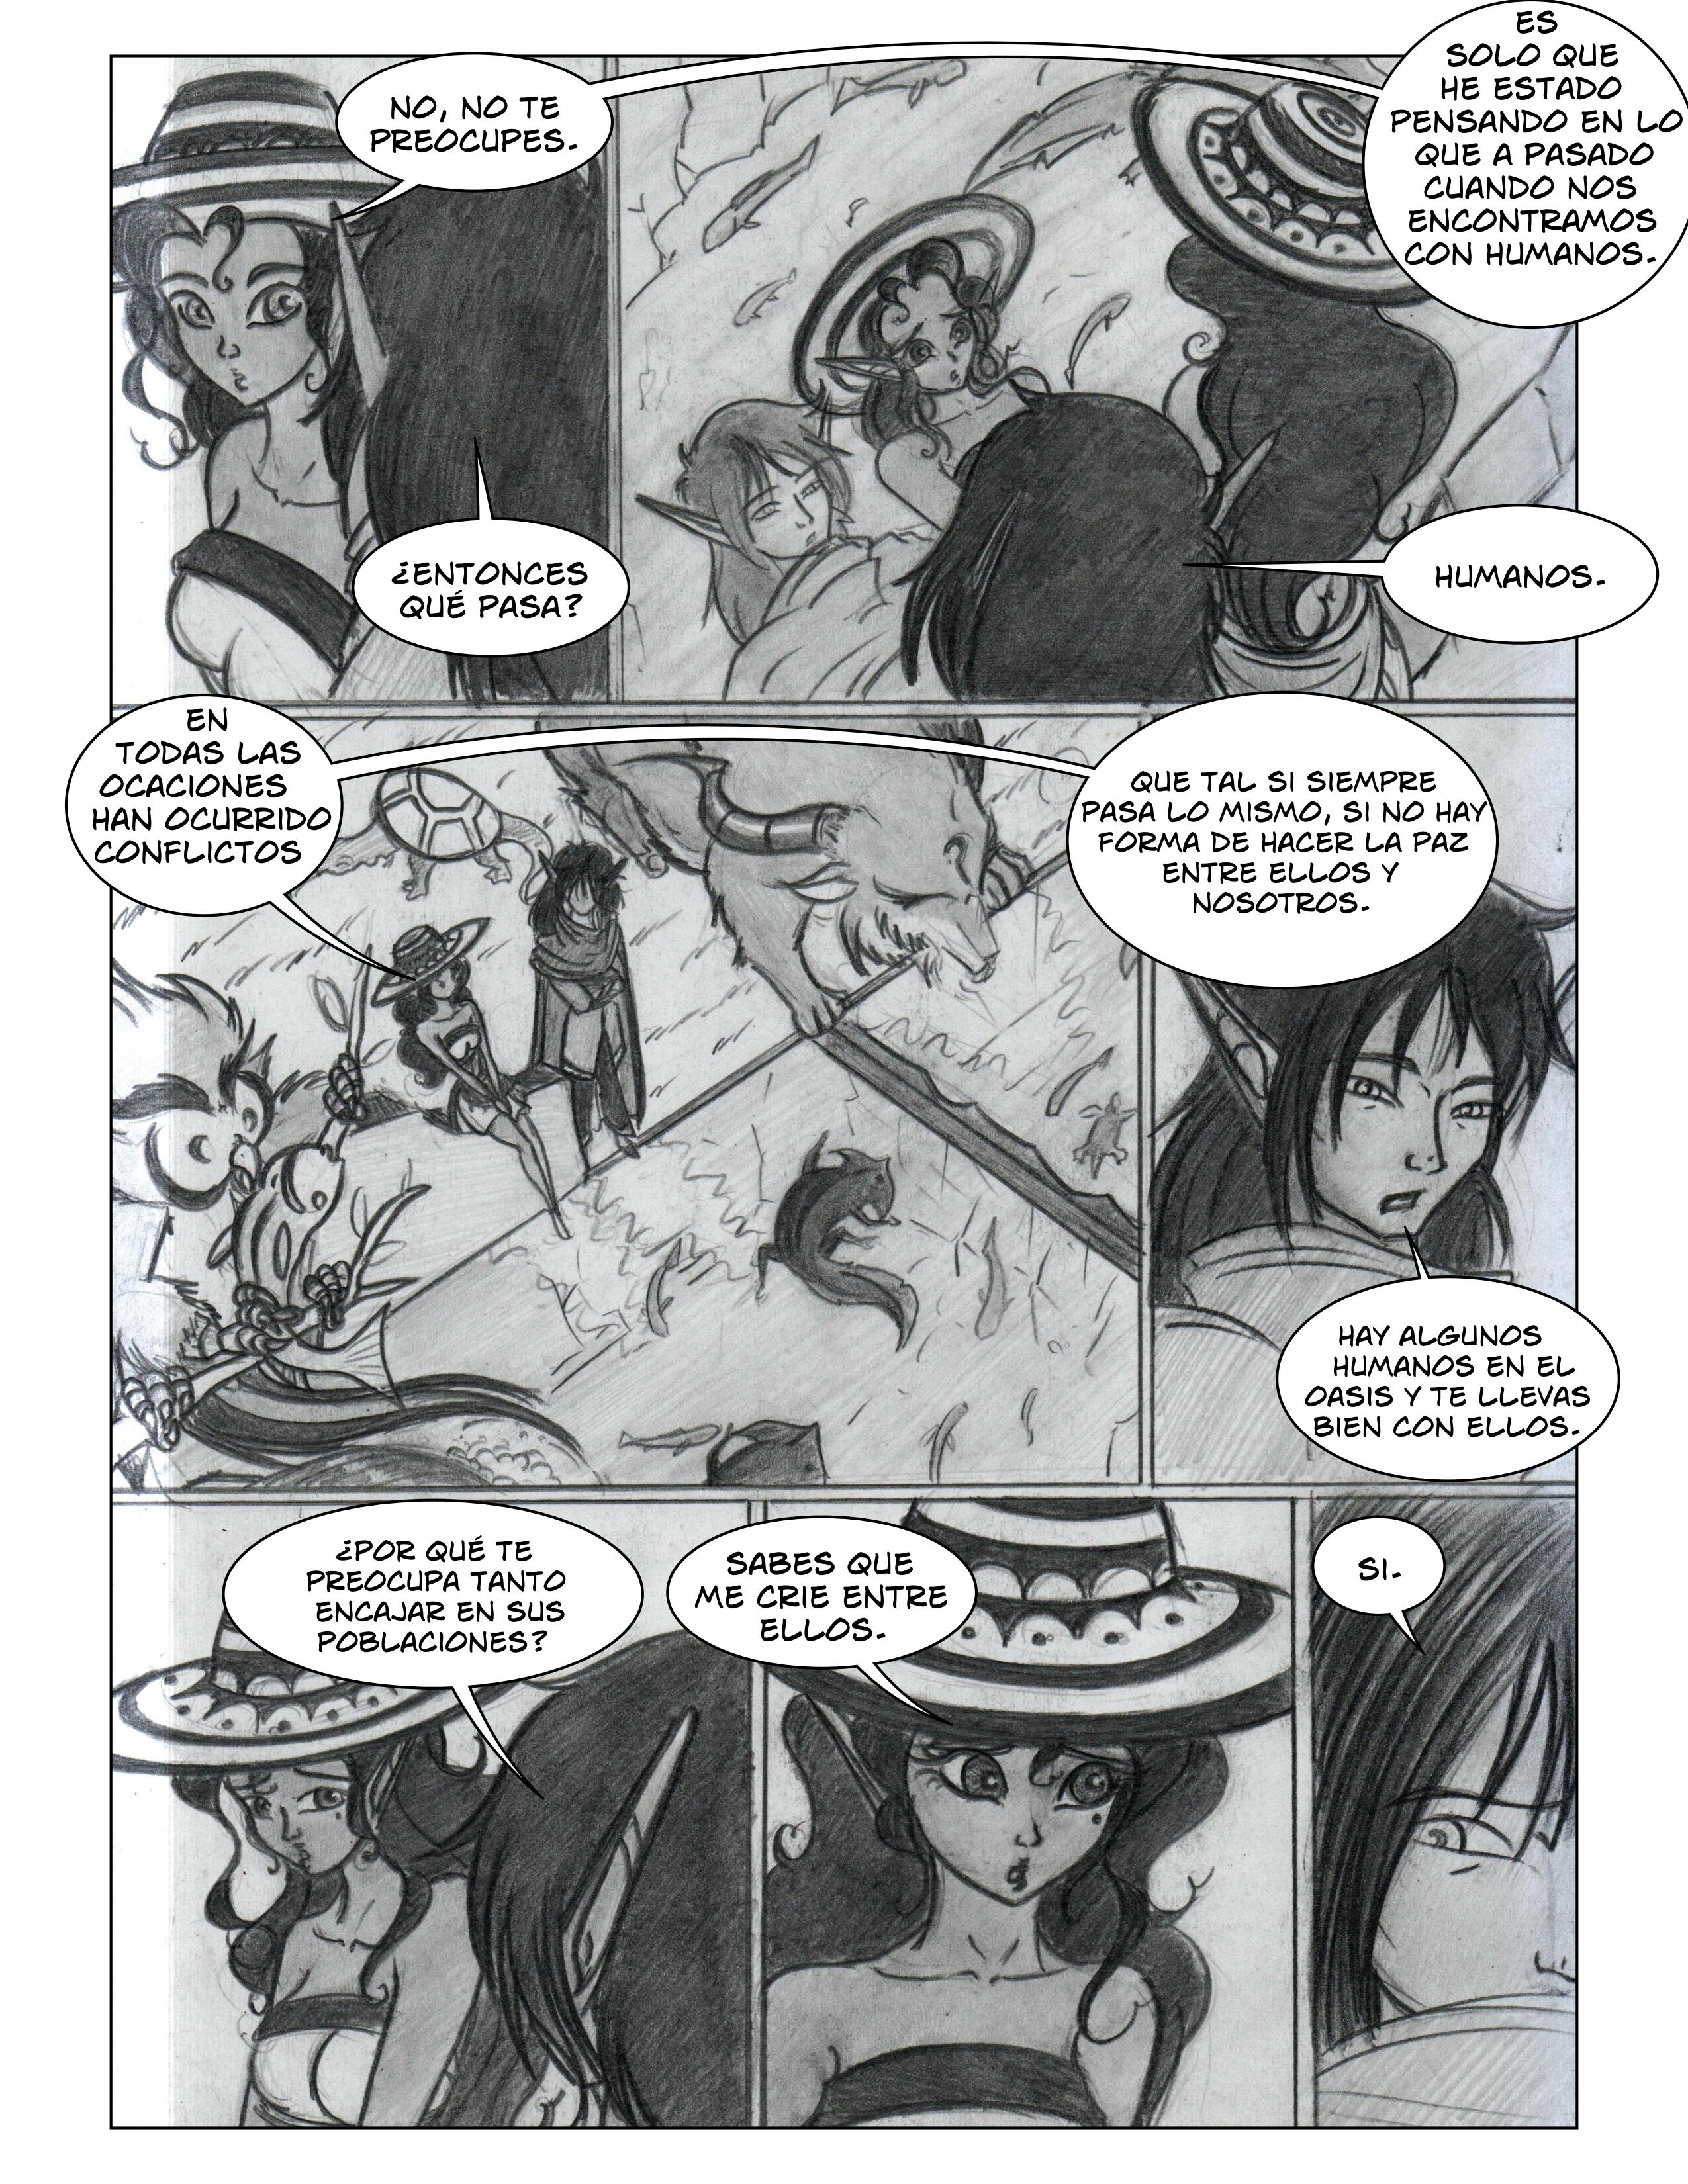 NO, NO TE
PREOCUPES.
ES
SOLO QUE
HE ESTADO
PENSANDO EN LO
QUE A PASADO
CUANDO NOS
ENCONTRAMOS
CON HUMANOS.
¿ENTONCES
QUÉ PASA?
HUMANOS.
EN
TODAS LAS
OCACIONES
HAN OCURRIDO
CONFLICTOS
QUE TAL SI SIEMPRE
PASA LO MISMO, SI NO HAY
FORMA DE HACER LA PAZ
ENTRE ELLOS Y
NOSOTROS.
HAY ALGUNOS
HUMANOS EN EL
OASIS Y TE LLEVAS
BIEN CON ELLOS.
¿POR QUÉ TE
PREOCUPA TANTO
ENCAJAR EN SUS
POBLACIONES?
SABES QUE
ME CRIE ENTRE
ELLOS.
SI.